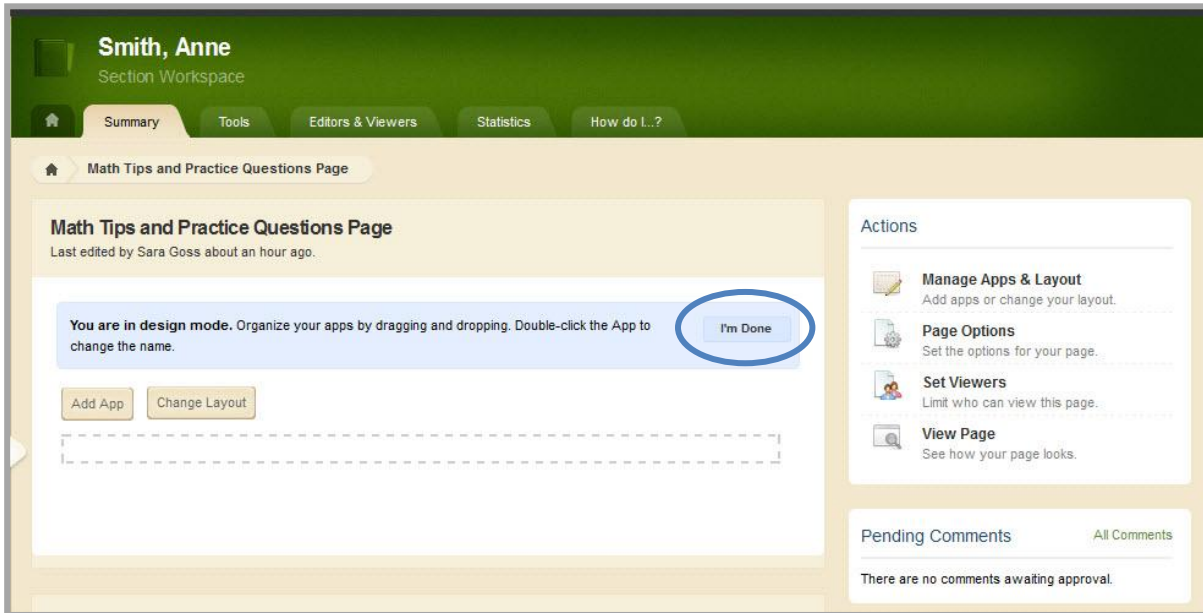 Smith, Anne
Section Workspace
Summary
Tools
Editors & Viewers
Statistics
How do I...?
Math Tips and Practice Questions Page
Math Tips and Practice Questions Page
Last edited by Sara Goss about an hour ago.
You are in design mode. Organize your apps by dragging and dropping. Double-click the App to
change the name.
I'm Done
Add App
Change Layout
Actions
Manage Apps & Layout
Add apps or change your layout.
Page Options
Set the options for your page.
Set Viewers
Limit who can view this page.
View Page
See how your page looks.
Pending Comments
All Comments
There are no comments awaiting approval.